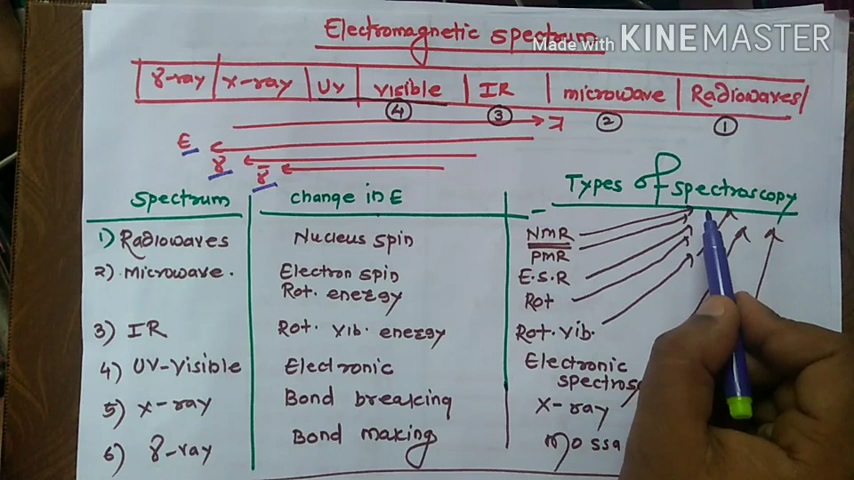 Electromagnetic spectrum
Made with KINEMASTER
γ-ray x-ray UV visible IR microwave Radiowaves
④ ③ ② ①
λ
E
γ
γ̄
Spectrum change in E Types of spectroscopy
1) Radiowaves Nucleus spin NMR
PMR
2) microwave. Electron spin E.S.R
Rot. energy Rot
3) IR Rot. vib. energy Rot. vib.
4) UV-Visible Electronic Electronic
5) x-ray Bond breaking X-ray
6) γ-ray Bond making